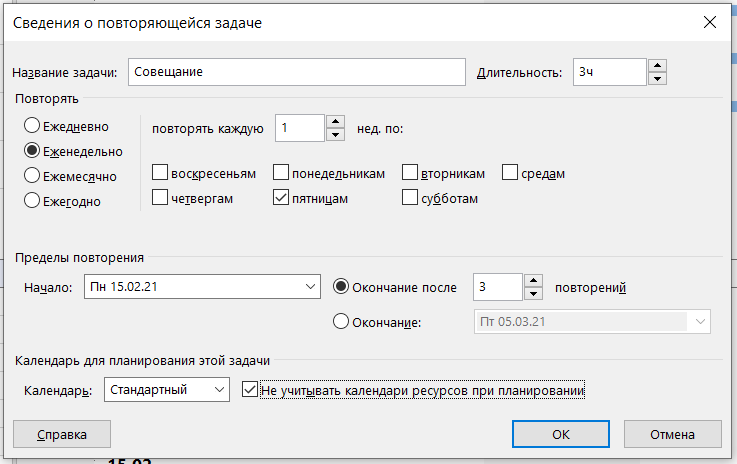 Сведения о повторяющейся задаче
Название задачи: Совещание Длительность: 3ч
Повторять
Ежедневно
повторять каждую 1 нед. по:
Еженедельно
воскресеньям понедельникам вторникам средам
Ежемесячно
четвергам пятницам субботам
Ежегодно
Пределы повторения
Начало: Пн 15.02.21 Окончание после 3 повторений
Окончание: Пт 05.03.21
Календарь для планирования этой задачи
Календарь: Стандартный Не учитывать календари ресурсов при планировании
Справка OK Отмена
15.02